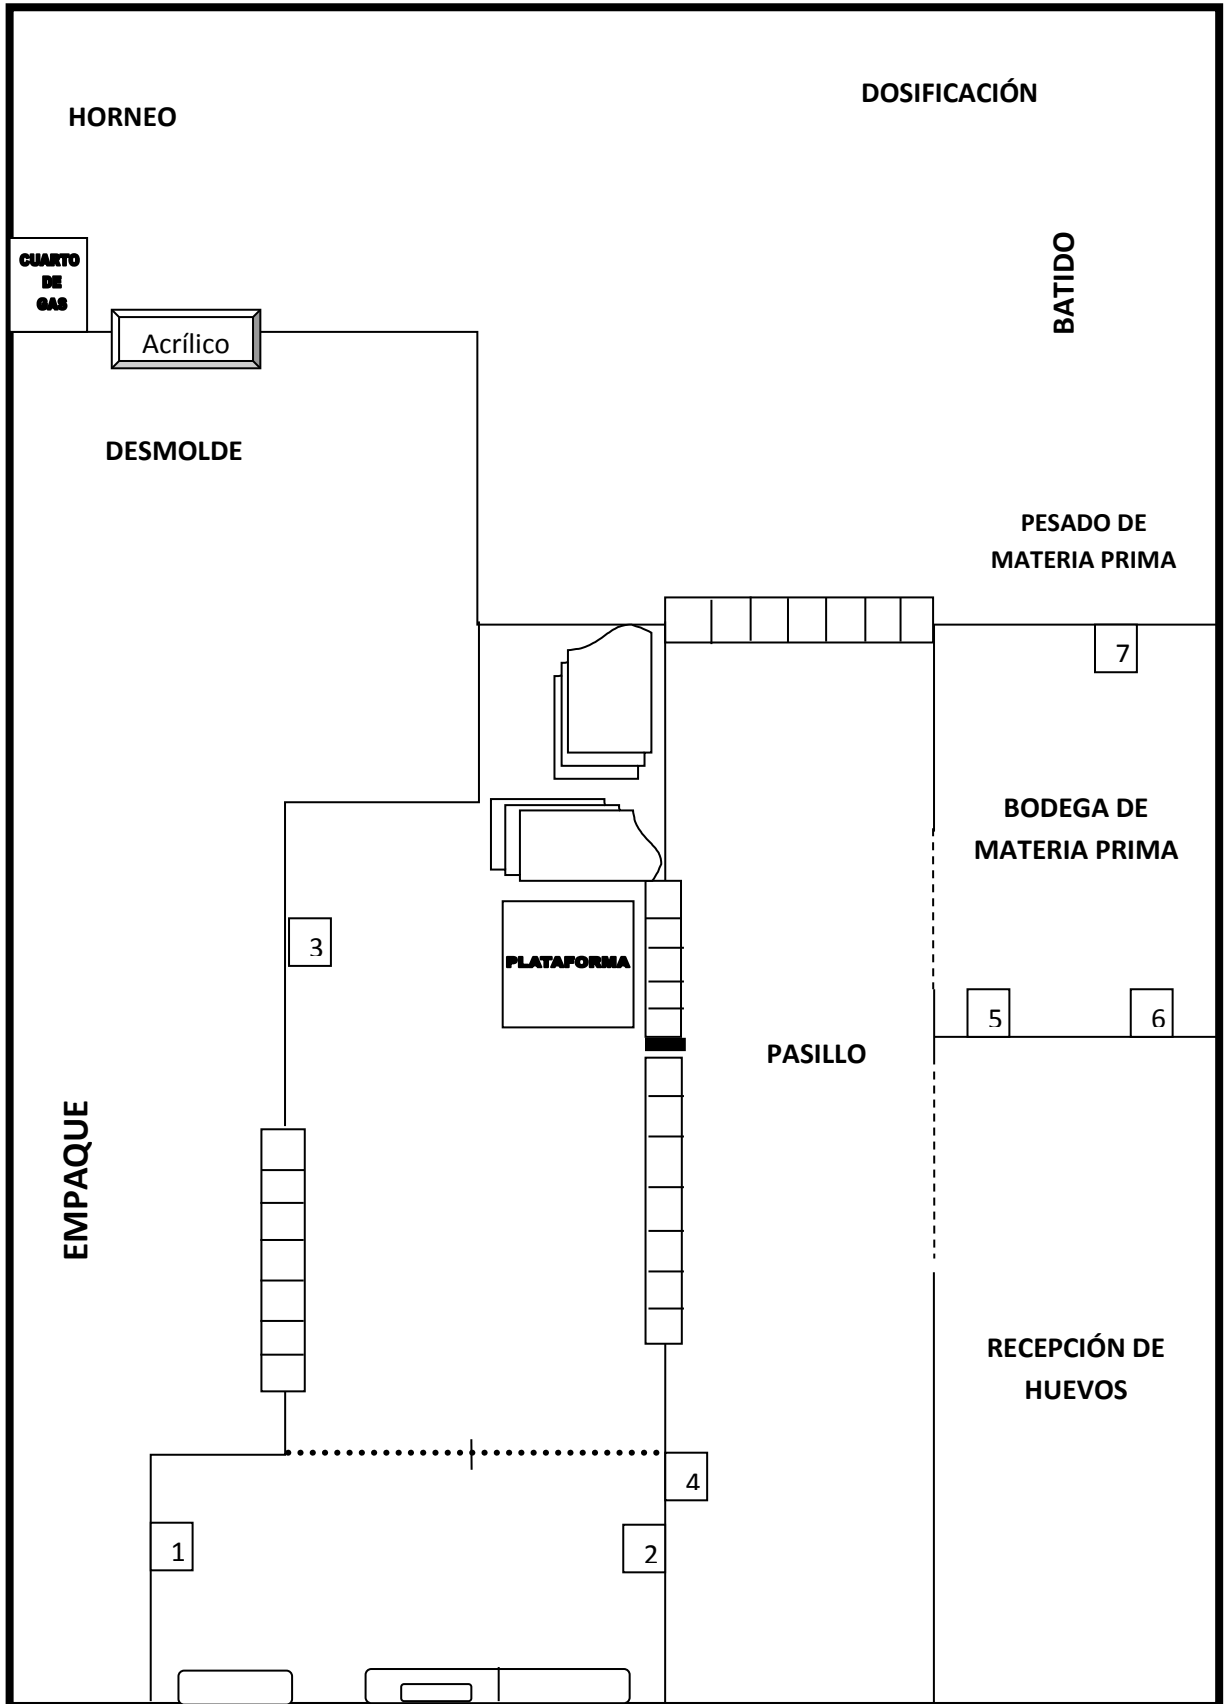 DOSIFICACIÓN
HORNEO
BATIDO
CUARTO
DE
GAS
Acrílico
DESMOLDE
PESADO DE
MATERIA PRIMA
7
BODEGA DE
MATERIA PRIMA
3
PLATAFORMA
5
6
PASILLO
EMPAQUE
RECEPCIÓN DE
HUEVOS
4
1
2